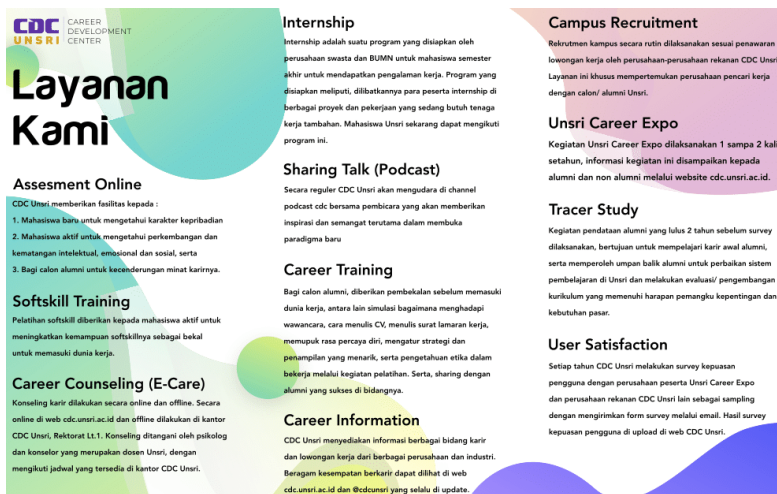 CDC
UNSRI
CAREER
DEVELOPMENT
CENTER
Layanan
Kami
Assesment Online
CDC Unsri memberikan fasilitas kepada :
1. Mahasiswa baru untuk mengetahui karakter kepribadian
2. Mahasiswa aktif untuk mengetahui perkembangan dan
kematangan intelektual, emosional dan sosial, serta
3. Bagi calon alumni untuk kecenderungan minat karirnya.
Softskill Training
Pelatihan softskill diberikan kepada mahasiswa aktif untuk
meningkatkan kemampuan softskillnya sebagai bekal
untuk memasuki dunia kerja.
Career Counseling (E-Care)
Konseling karir dilakukan secara online dan offline. Secara
online di web cdc.unsri.ac.id dan offline dilakukan di kantor
CDC Unsri, Rektorat Lt.1. Konseling ditangani oleh psikolog
dan konselor yang merupakan dosen Unsri, dengan
mengikuti jadwal yang tersedia di kantor CDC Unsri.
Internship
Internship adalah suatu program yang disiapkan oleh
perusahaan swasta dan BUMN untuk mahasiswa semester
akhir untuk mendapatkan pengalaman kerja. Program yang
disiapkan meliputi, dilibatkannya para peserta internship di
berbagai proyek dan pekerjaan yang sedang butuh tenaga
kerja tambahan. Mahasiswa Unsri sekarang dapat mengikuti
program ini.
Sharing Talk (Podcast)
Secara reguler CDC Unsri akan mengudara di channel
podcast cdc bersama pembicara yang akan memberikan
inspirasi dan semangat terutama dalam membuka
paradigma baru
Career Training
Bagi calon alumni, diberikan pembekalan sebelum memasuki
dunia kerja, antara lain simulasi bagaimana menghadapi
wawancara, cara menulis CV, menulis surat lamaran kerja,
memupuk rasa percaya diri, mengatur strategi dan
penampilan yang menarik, serta pengetahuan etika dalam
bekerja melalui kegiatan pelatihan. Serta, sharing dengan
alumni yang sukses di bidangnya.
Career Information
CDC Unsri menyediakan informasi berbagai bidang karir
dan lowongan kerja dari berbagai perusahaan dan industri.
Beragam kesempatan berkarir dapat dilihat di web
cdc.unsri.ac.id dan @cdcunsri yang selalu di update.
Campus Recruitment
Rekrutmen kampus secara rutin dilaksanakan sesuai penawaran
lowongan kerja oleh perusahaan-perusahaan rekanan CDC Unsri
Layanan ini khusus mempertemukan perusahaan pencari kerja
dengan calon/ alumni Unsri.
Unsri Career Expo
Kegiatan Unsri Career Expo dilaksanakan 1 sampa 2 kali
setahun, informasi kegiatan ini disampaikan kepada
alumni dan non alumni melalui website cdc.unsri.ac.id.
Tracer Study
Kegiatan pendataan alumni yang lulus 2 tahun sebelum survey
dilaksanakan, bertujuan untuk mempelajari karir awal alumni,
serta memperoleh umpan balik alumni untuk perbaikan sistem
pembelajaran di Unsri dan melakukan evaluasi/ pengembangan
kurikulum yang memenuhi harapan pemangku kepentingan dan
kebutuhan pasar.
User Satisfaction
Setiap tahun CDC Unsri melakukan survey kepuasan
pengguna dengan perusahaan peserta Unsri Career Expo
dan perusahaan rekanan CDC Unsri lain sebagai sampling
dengan mengirimkan form survey melalui email. Hasil survey
kepuasan pengguna di upload di web CDC Unsri.